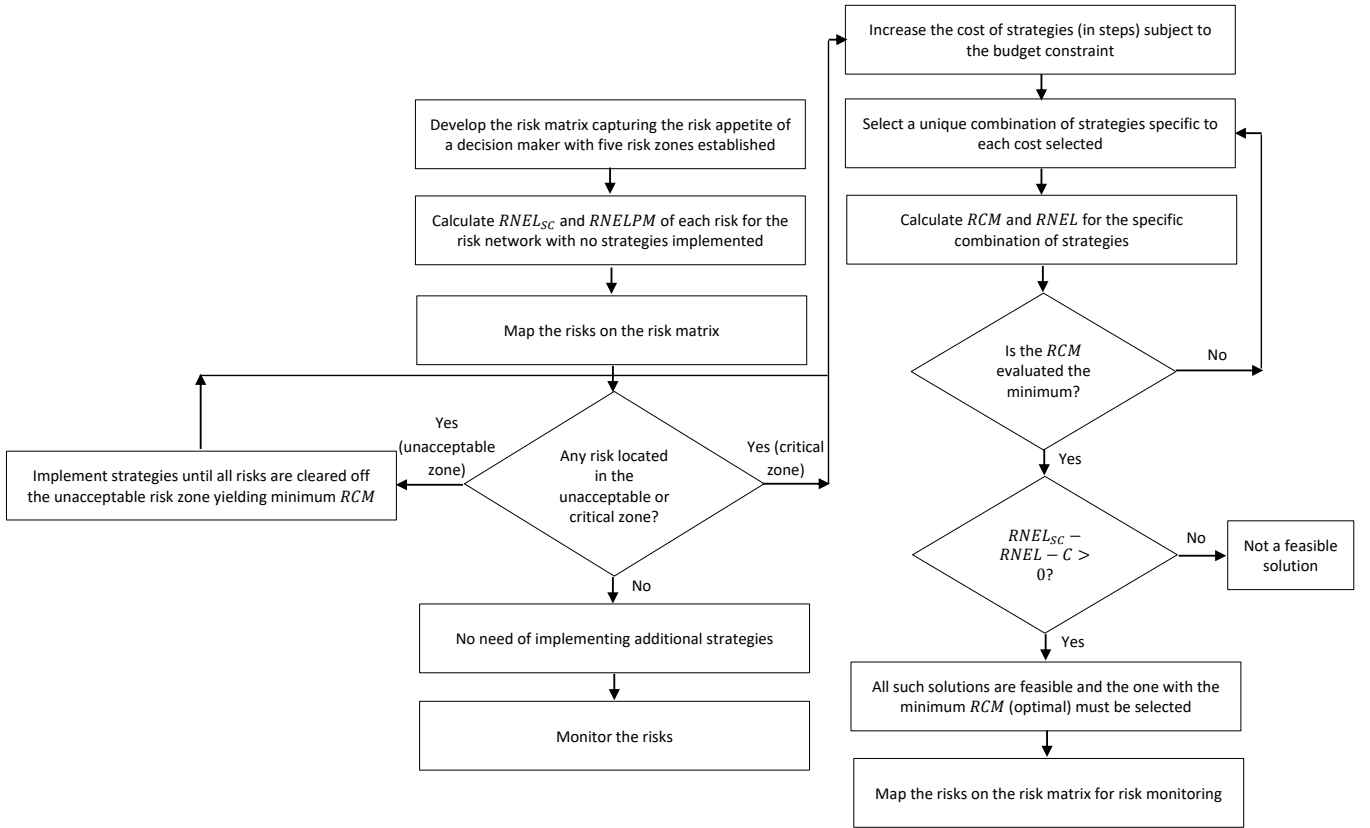 Develop the risk matrix capturing the risk appetite of
a decision maker with five risk zones established
Calculate RNEL_SC and RNELPM of each risk for the
risk network with no strategies implemented
Map the risks on the risk matrix
Any risk located
in the
unacceptable or
critical zone?
Yes
(unacceptable
zone)
Implement strategies until all risks are cleared off
the unacceptable risk zone yielding minimum RCM
Yes (critical
zone)
No
No need of implementing additional strategies
Monitor the risks
Increase the cost of strategies (in steps) subject to
the budget constraint
Select a unique combination of strategies specific to
each cost selected
Calculate RCM and RNEL for the specific
combination of strategies
Is the RCM
evaluated the
minimum?
No
Yes
RNEL_SC −
RNEL − C >
0?
No
Not a feasible
solution
Yes
All such solutions are feasible and the one with the
minimum RCM (optimal) must be selected
Map the risks on the risk matrix for risk monitoring